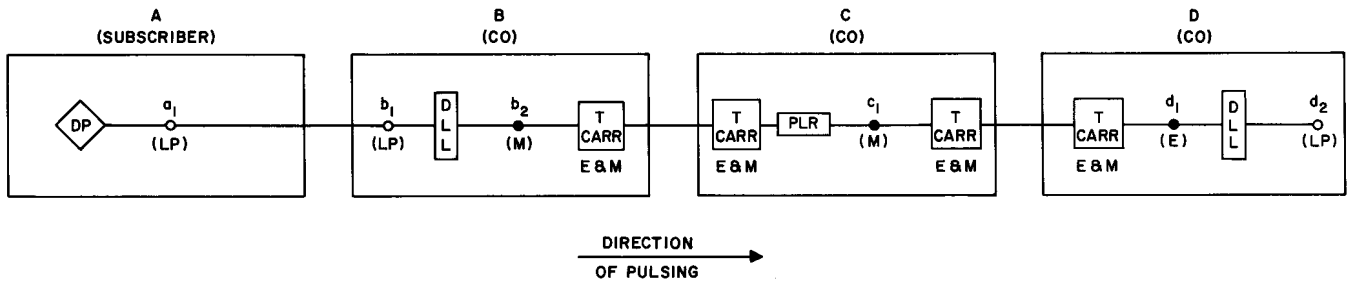 A
(SUBSCRIBER)
B
(CO)
C
(CO)
D
(CO)
DP
a1
(LP)
b1
(LP)
D
L
L
b2
(M)
T
CARR
E & M
T
CARR
E & M
PLR
c1
(M)
T
CARR
E & M
T
CARR
E & M
d1
(E)
D
L
L
d2
(LP)
DIRECTION
OF PULSING